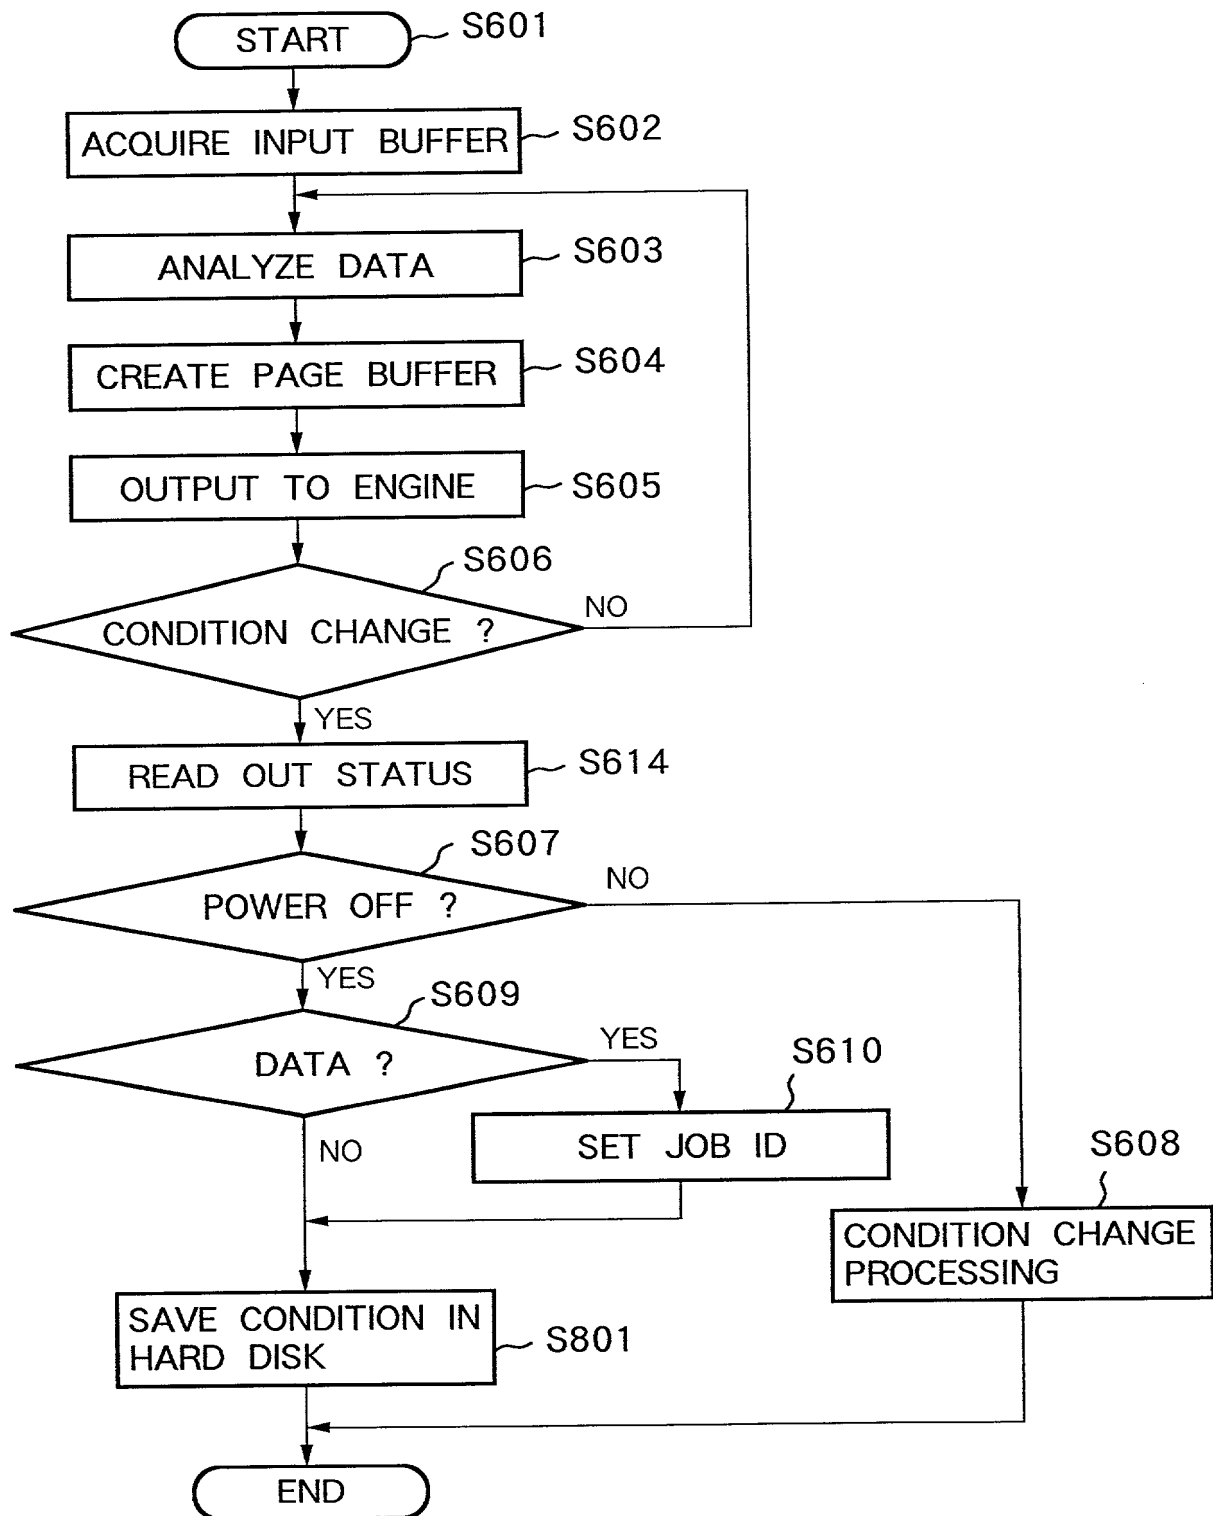 START
S601
ACQUIRE INPUT BUFFER
S602
ANALYZE DATA
S603
CREATE PAGE BUFFER
S604
OUTPUT TO ENGINE
S605
S606
CONDITION CHANGE ?
NO
YES
READ OUT STATUS
S614
S607
POWER OFF ?
NO
YES
S609
DATA ?
YES
S610
NO
SET JOB ID
S608
CONDITION CHANGE
PROCESSING
SAVE CONDITION IN
HARD DISK
S801
END